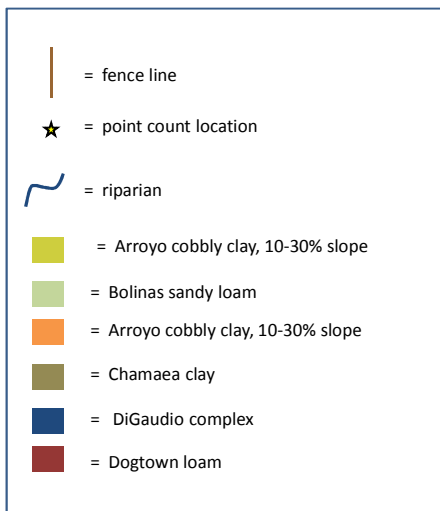 = fence line
= point count location
= riparian
= Arroyo cobbly clay, 10-30% slope
= Bolinas sandy loam
= Arroyo cobbly clay, 10-30% slope
= Chamaea clay
= DiGaudio complex
= Dogtown loam